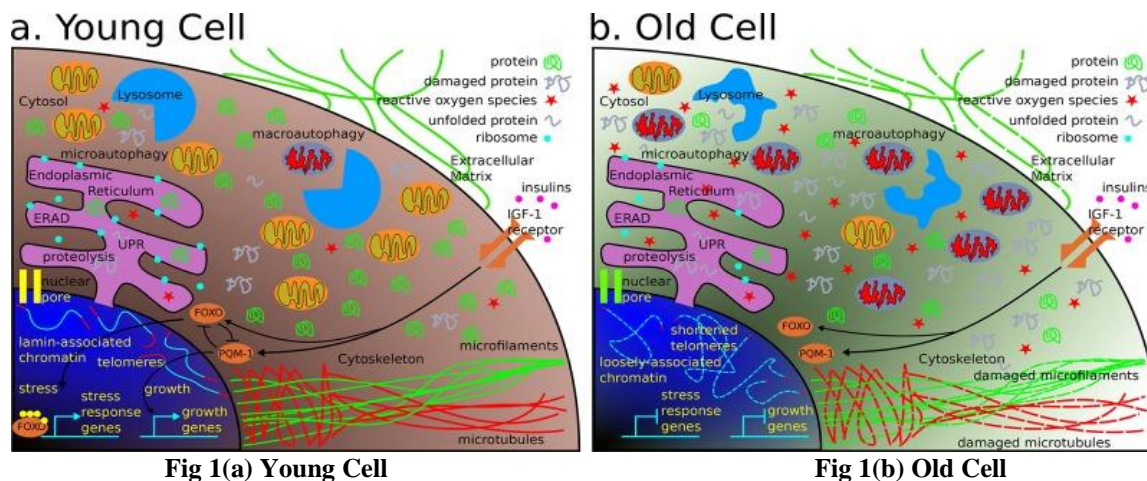 a. Young Cell
protein
damaged protein
reactive oxygen species
unfolded protein
ribosome
Cytosol
Lysosome
macroautophagy
microautophagy
Endoplasmic
Reticulum
Extracellular
Matrix
insulins
IGF-1
receptor
ERAD
UPR
proteolysis
nuclear
pore
FOXO
lamin-associated
chromatin
telomeres
PQM-1
microfilaments
Cytoskeleton
stress
growth
stress
response
genes
growth
genes
FOXO
microtubules
Fig 1(a) Young Cell
b. Old Cell
protein
damaged protein
reactive oxygen species
unfolded protein
ribosome
Cytosol
Lysosome
macroautophagy
microautophagy
Endoplasmic
Reticulum
Extracellular
Matrix
insulins
IGF-1
receptor
ERAD
UPR
proteolysis
nuclear
pore
FOXO
shortened
telomeres
PQM-1
loosely-associated
chromatin
Cytoskeleton
damaged microfilaments
stress
response
genes
growth
genes
damaged microtubules
Fig 1(b) Old Cell